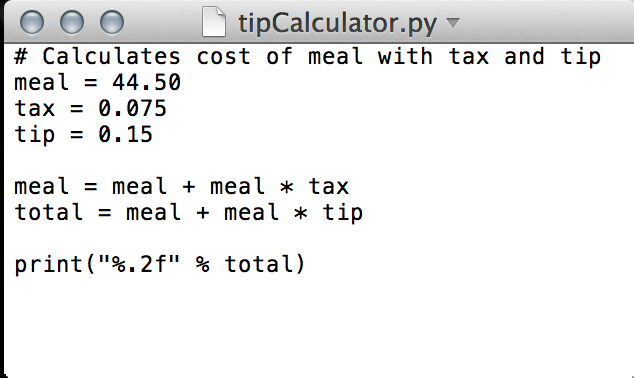 tipCalculator.py
# Calculates cost of meal with tax and tip
meal = 44.50
tax = 0.075
tip = 0.15
meal = meal + meal * tax
total = meal + meal * tip
print("%.2f" % total)